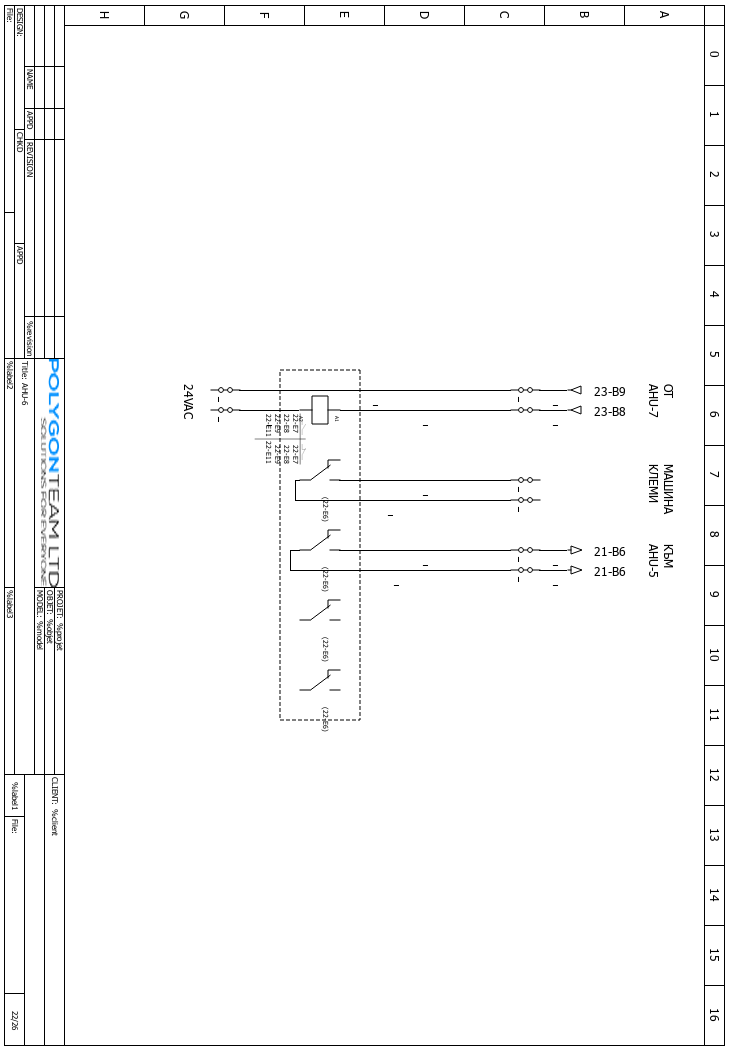 0
1
2
3
4
5
6
7
8
9
10
11
12
13
14
15
16
A
B
C
D
E
F
G
H
ОТ
AHU-7
23-B9
23-B8
МАШИНА
КЛЕМИ
КЪМ
AHU-5
21-B6
21-B6
A1
A2
22-E7
22-E8
22-E9
22-E11
22-E7
22-E8
22-E9
22-E11
(22-E6)
(22-E6)
(22-E6)
(22-E6)
24VAC
NAME
APPD
REVISION
%revision
DESIGN:
CHKD
APPD
File:
POLYGONTEAM LTD
SOLUTIONS FOR EVERYONE
Title: AHU-6
%label2
PROJET: %projet
OBJET: %objet
MODEL: %model
%label3
CLIENT: %client
%label1
File:
22/26